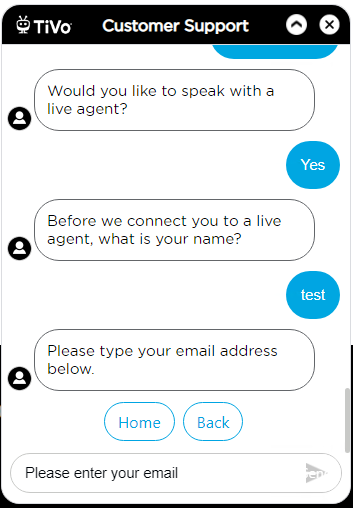 TiVo Customer Support
Would you like to speak with a
live agent?
Yes
Before we connect you to a live
agent, what is your name?
test
Please type your email address
below.
Home Back
Please enter your email